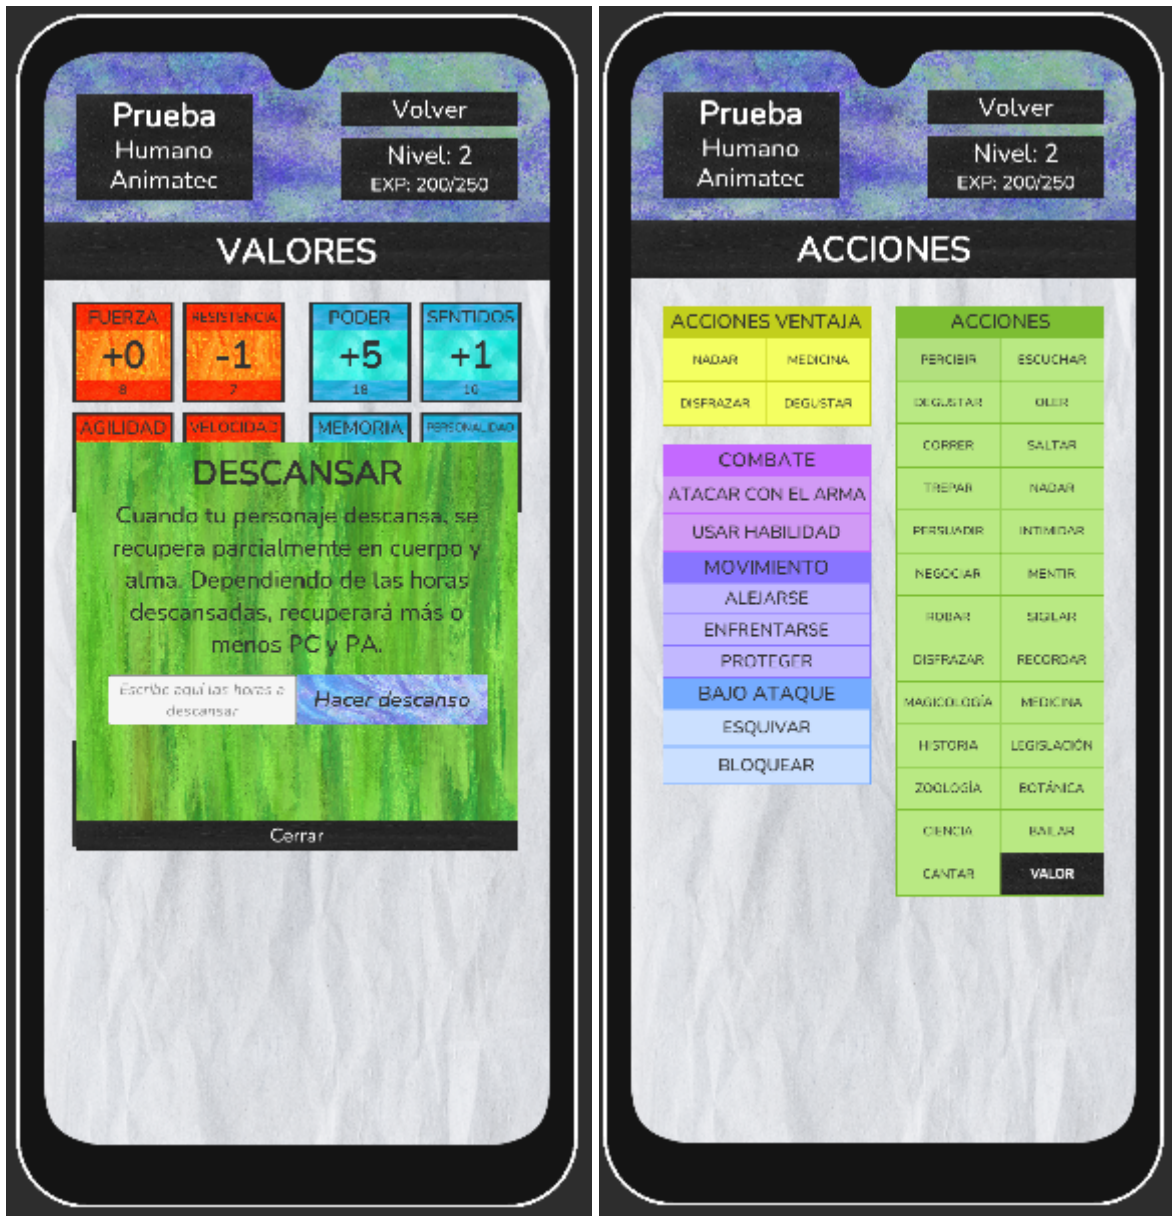 Prueba
Humano
Animatec
Volver
Nivel: 2
EXP: 200/250
VALORES
FUERZA
+0
8
RESISTENCIA
-1
7
PODER
+5
18
SENTIDOS
+1
10
AGILIDAD
VELOCIDAD
MEMORIA
PERSONALIDAD
DESCANSAR
Cuando tu personaje descansa, se
recupera parcialmente en cuerpo y
alma. Dependiendo de las horas
descansadas, recuperará más o
menos PC y PA.
Escribe aquí las horas a
descansar
Hacer descanso
Cerrar
Prueba
Humano
Animatec
Volver
Nivel: 2
EXP: 200/250
ACCIONES
ACCIONES VENTAJA
NADAR MEDICINA
DISFRAZAR DEGUSTAR
COMBATE
ATACAR CON EL ARMA
USAR HABILIDAD
MOVIMIENTO
ALEJARSE
ENFRENTARSE
PROTEGER
BAJO ATAQUE
ESQUIVAR
BLOQUEAR
ACCIONES
PERCIBIR ESCUCHAR
DEGUSTAR OLER
CORRER SALTAR
TREPAR NADAR
PERSUADIR INTIMIDAR
NEGOCIAR MENTIR
ROBAR SIGILAR
DISFRAZAR RECORDAR
MAGICOLOGÍA MEDICINA
HISTORIA LEGISLACIÓN
ZOOLOGÍA BOTÁNICA
CIENCIA BAILAR
CANTAR VALOR